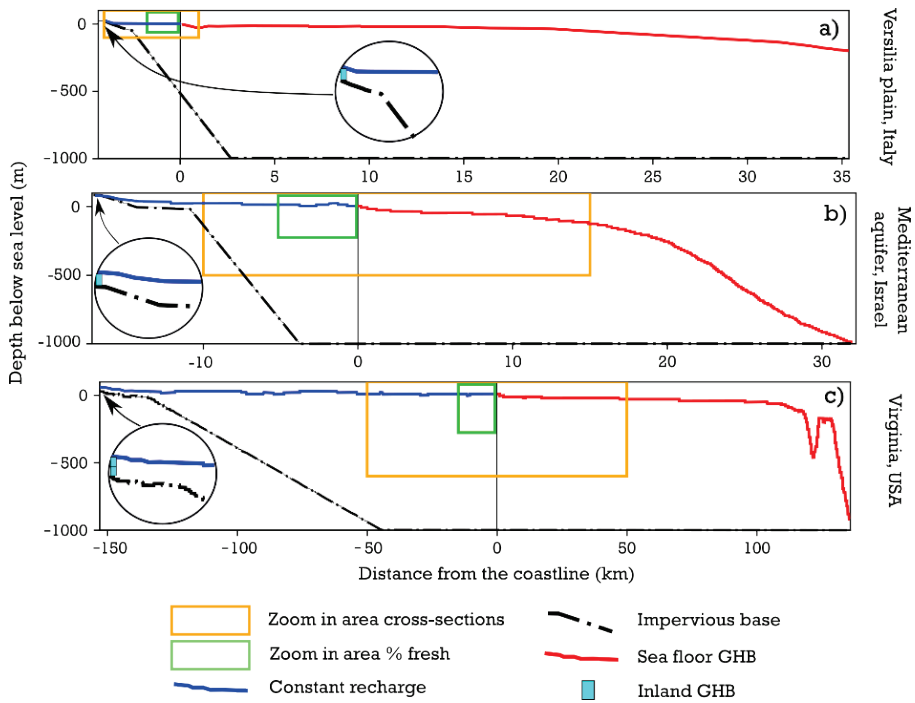 Depth below sea level (m)
0
-500
-1000
a)
0
5
10
15
20
25
30
35
Versilia plain, Italy
0
-500
-1000
b)
-10
0
10
20
30
Mediterranean
aquifer, Israel
0
-500
-1000
c)
-150
-100
-50
0
50
100
Virginia, USA
Distance from the coastline (km)
Zoom in area cross-sections
Zoom in area % fresh
Constant recharge
Impervious base
Sea floor GHB
Inland GHB